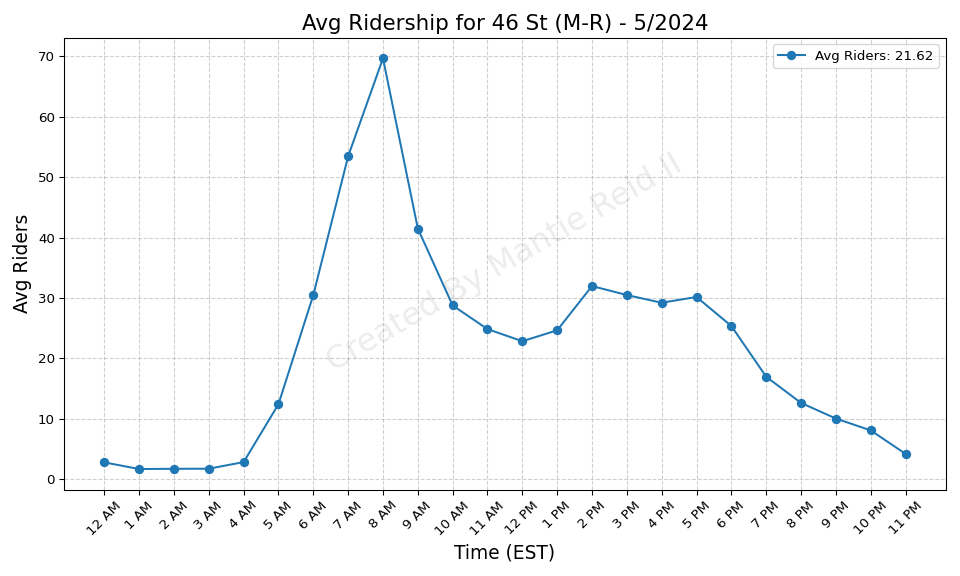 Avg Ridership for 46 St (M-R) - 5/2024
Avg Riders: 21.62
Avg Riders
70
60
50
40
30
20
10
0
Created By Mantie Reid II
12 AM
1 AM
2 AM
3 AM
4 AM
5 AM
6 AM
7 AM
8 AM
9 AM
10 AM
11 AM
12 PM
1 PM
2 PM
3 PM
4 PM
5 PM
6 PM
7 PM
8 PM
9 PM
10 PM
11 PM
Time (EST)